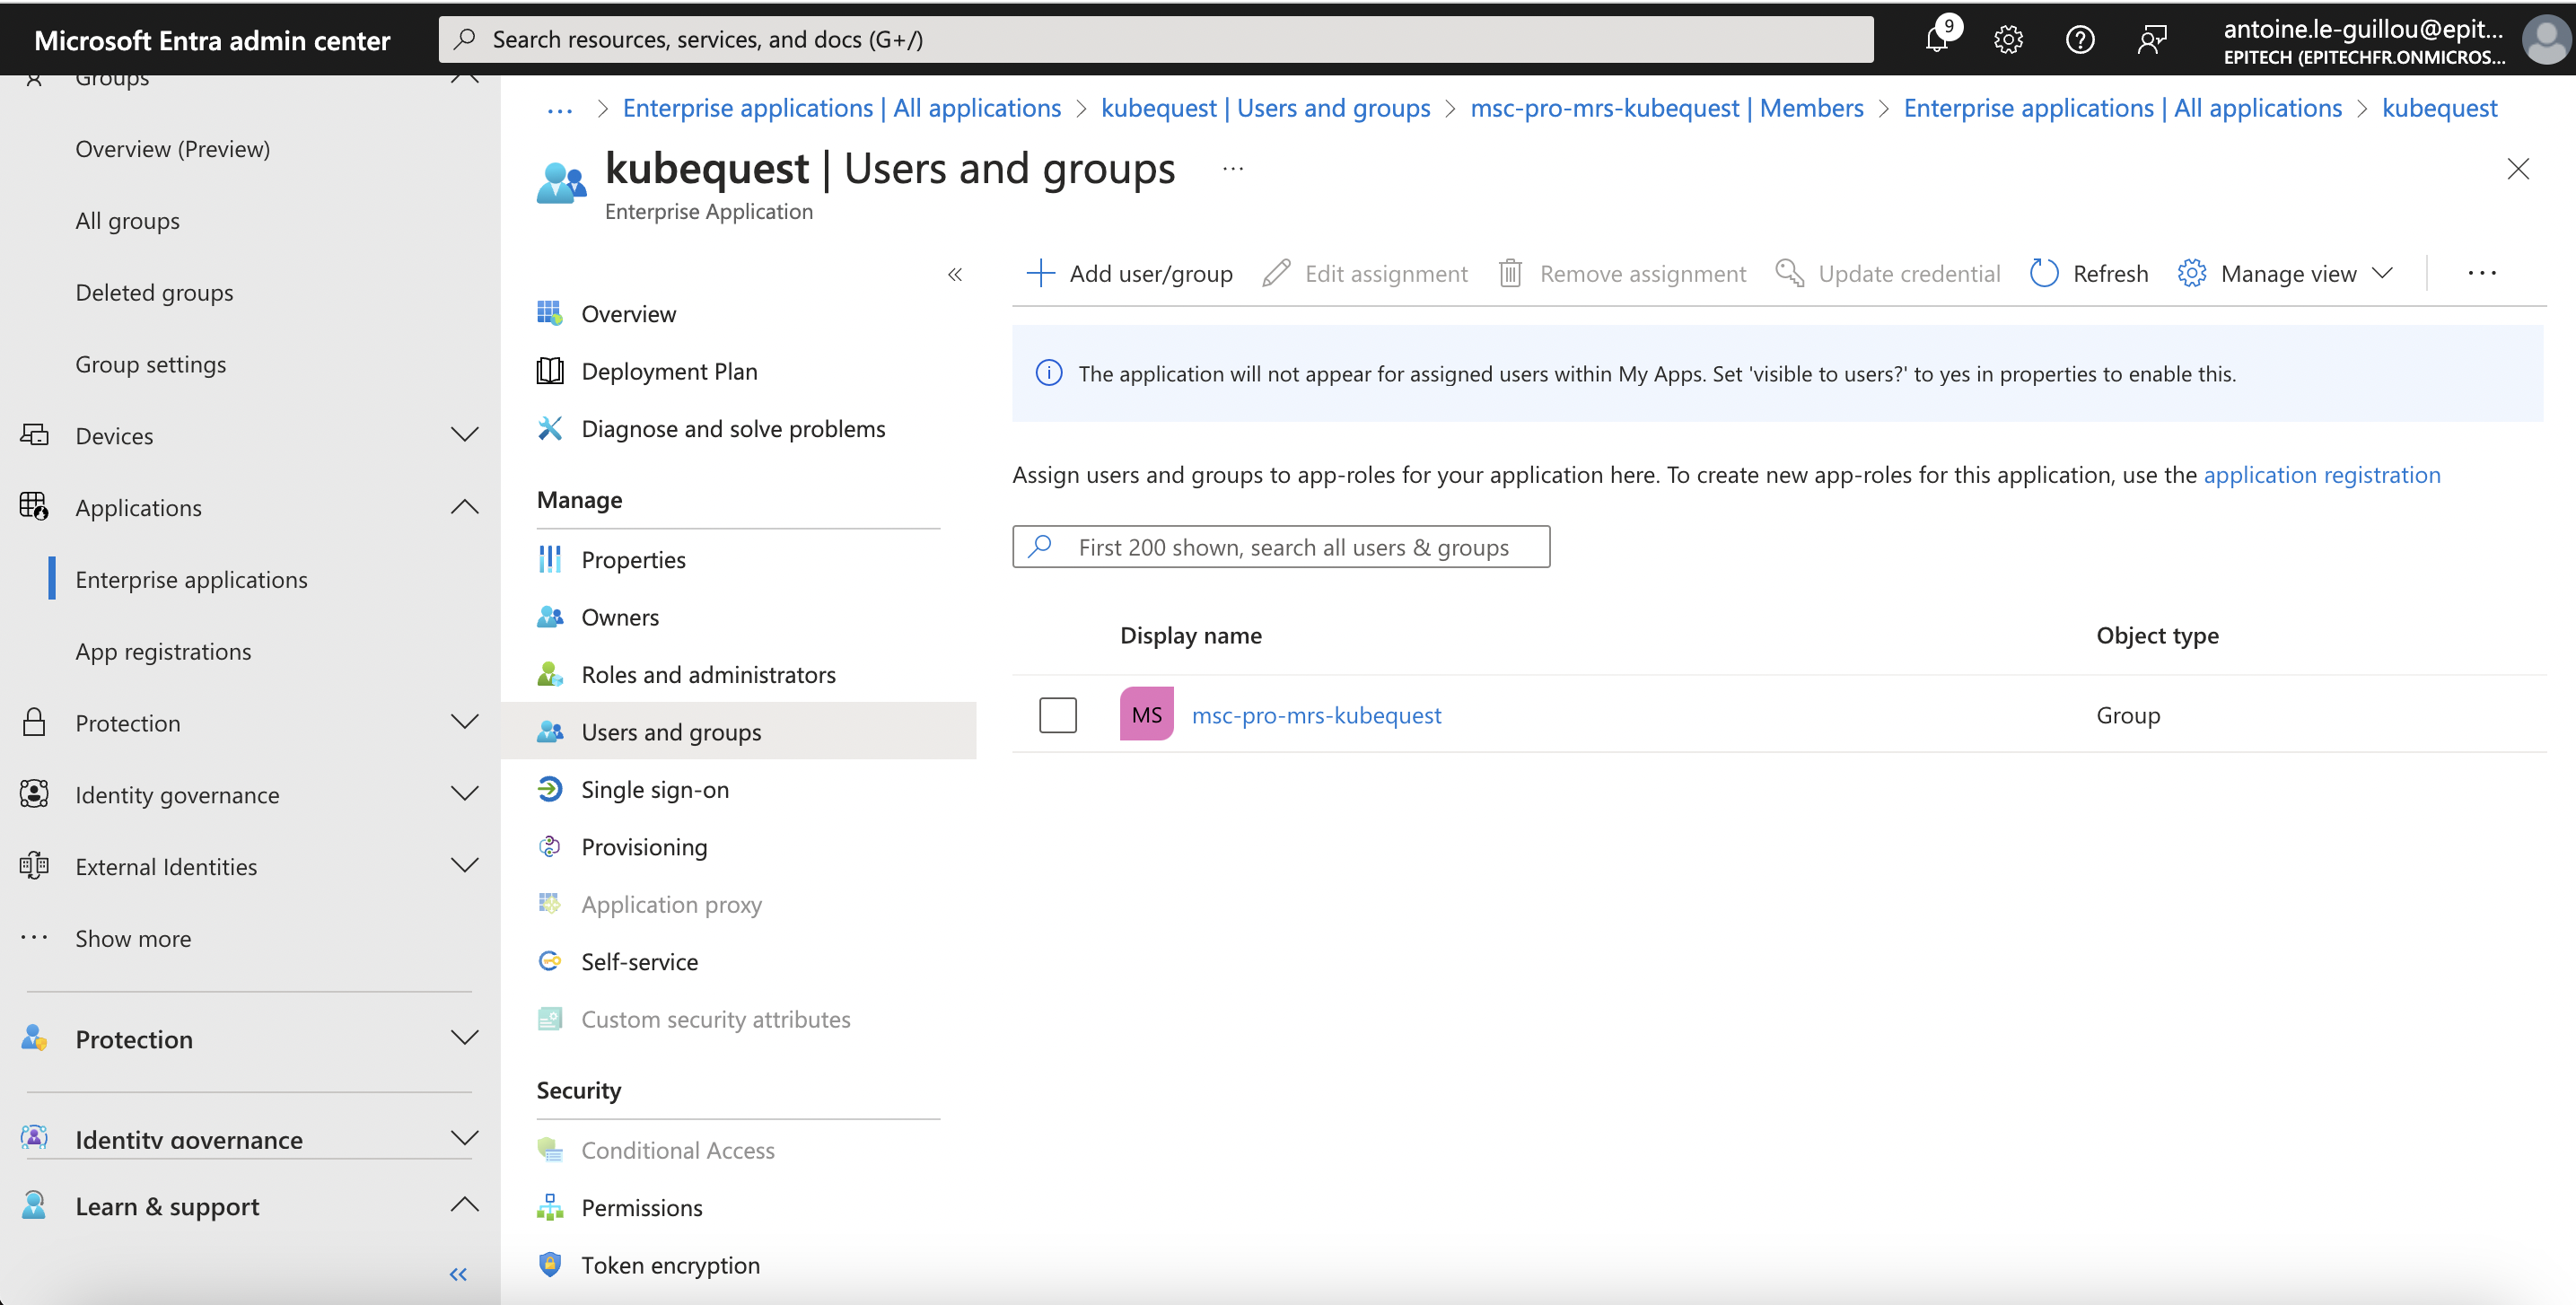 Microsoft Entra admin center
Search resources, services, and docs (G+/)
9
antoine.le-guillou@epit...
EPITECH (EPITECHFR.ONMICROS...
Groups
Overview (Preview)
All groups
Deleted groups
Group settings
Devices
Applications
Enterprise applications
App registrations
Protection
Identity governance
External Identities
Show more
Protection
Identity governance
Learn & support
... > Enterprise applications | All applications > kubequest | Users and groups > msc-pro-mrs-kubequest | Members > Enterprise applications | All applications > kubequest
kubequest | Users and groups ...
Enterprise Application
Overview
Deployment Plan
Diagnose and solve problems
Manage
Properties
Owners
Roles and administrators
Users and groups
Single sign-on
Provisioning
Application proxy
Self-service
Custom security attributes
Security
Conditional Access
Permissions
Token encryption
Add user/group Edit assignment Remove assignment Update credential Refresh Manage view ...
The application will not appear for assigned users within My Apps. Set 'visible to users?' to yes in properties to enable this.
Assign users and groups to app-roles for your application here. To create new app-roles for this application, use the application registration
First 200 shown, search all users & groups
Display name Object type
MS msc-pro-mrs-kubequest Group